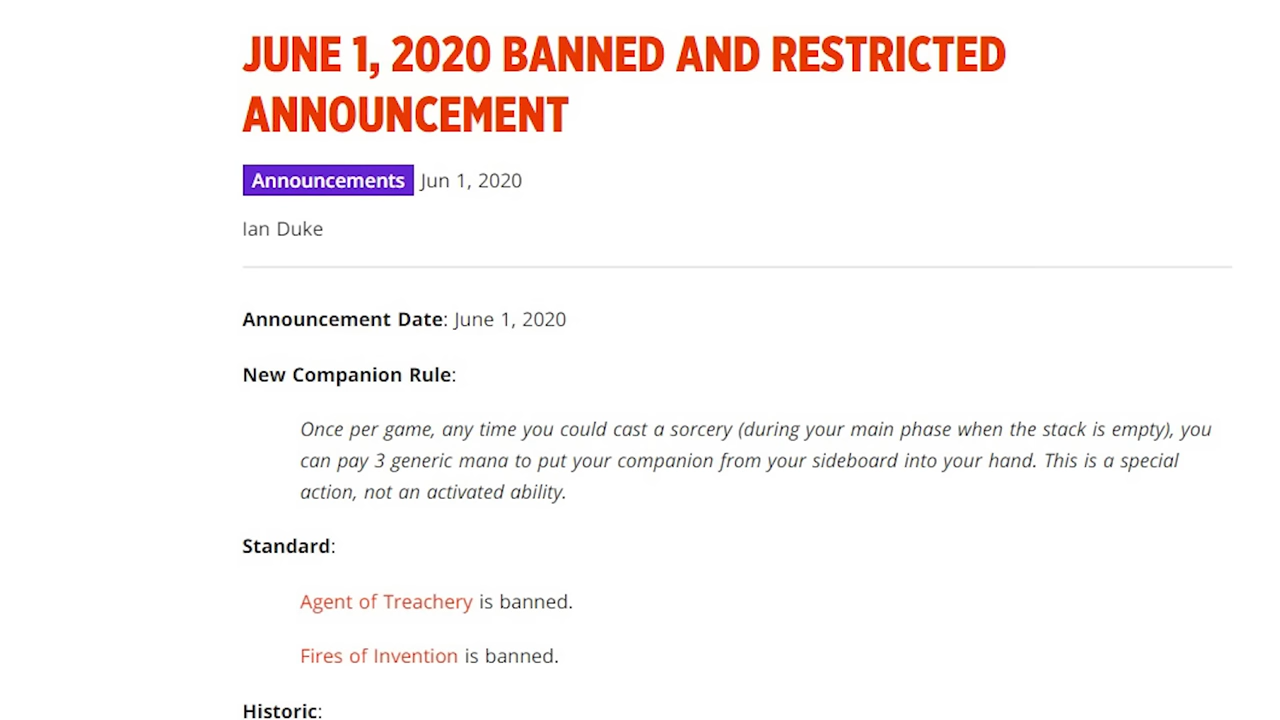 JUNE 1, 2020 BANNED AND RESTRICTED
ANNOUNCEMENT
Announcements Jun 1, 2020
Ian Duke
Announcement Date: June 1, 2020
New Companion Rule:
Once per game, any time you could cast a sorcery (during your main phase when the stack is empty), you
can pay 3 generic mana to put your companion from your sideboard into your hand. This is a special
action, not an activated ability.
Standard:
Agent of Treachery is banned.
Fires of Invention is banned.
Historic: